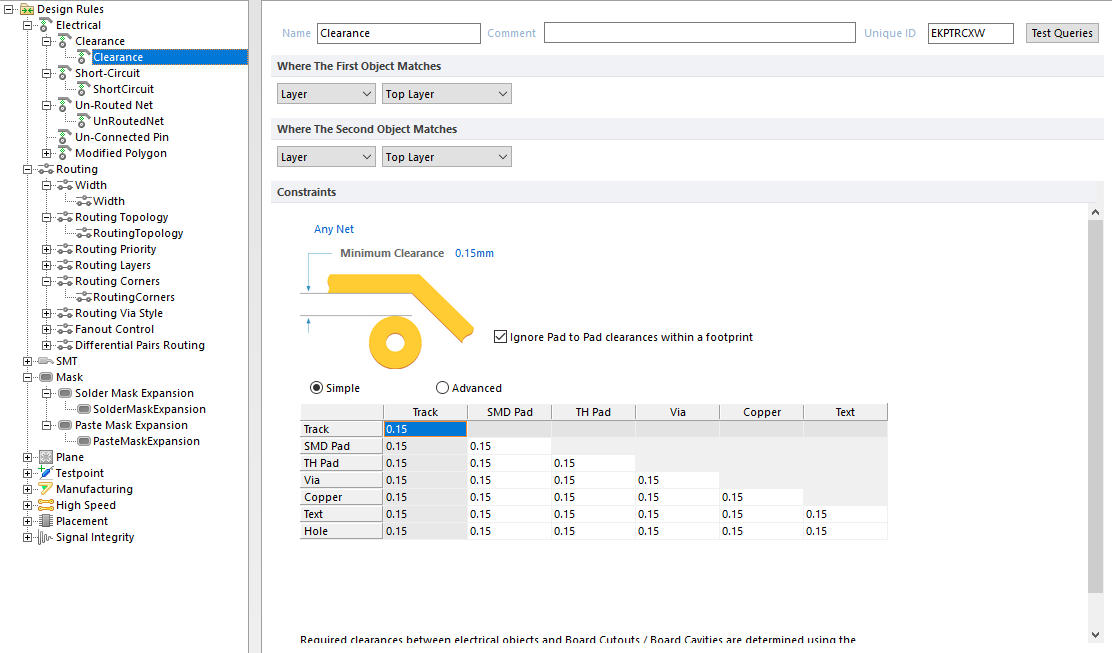 Design Rules
Electrical
Clearance
Clearance
Short-Circuit
ShortCircuit
Un-Routed Net
UnRoutedNet
Un-Connected Pin
Modified Polygon
Routing
Width
Width
Routing Topology
RoutingTopology
Routing Priority
Routing Layers
Routing Corners
RoutingCorners
Routing Via Style
Fanout Control
Differential Pairs Routing
SMT
Mask
Solder Mask Expansion
SolderMaskExpansion
Paste Mask Expansion
PasteMaskExpansion
Plane
Testpoint
Manufacturing
High Speed
Placement
Signal Integrity
Name Clearance Comment Unique ID EKPTRCXW Test Queries
Where The First Object Matches
Layer Top Layer
Where The Second Object Matches
Layer Top Layer
Constraints
Any Net
Minimum Clearance 0.15mm
Ignore Pad to Pad clearances within a footprint
Simple Advanced
Track SMD Pad TH Pad Via Copper Text
Track 0.15
SMD Pad 0.15 0.15
TH Pad 0.15 0.15 0.15
Via 0.15 0.15 0.15 0.15
Copper 0.15 0.15 0.15 0.15 0.15
Text 0.15 0.15 0.15 0.15 0.15 0.15
Hole 0.15 0.15 0.15 0.15 0.15 0.15
Required clearances between electrical objects and Board Cutouts / Board Cavities are determined using the